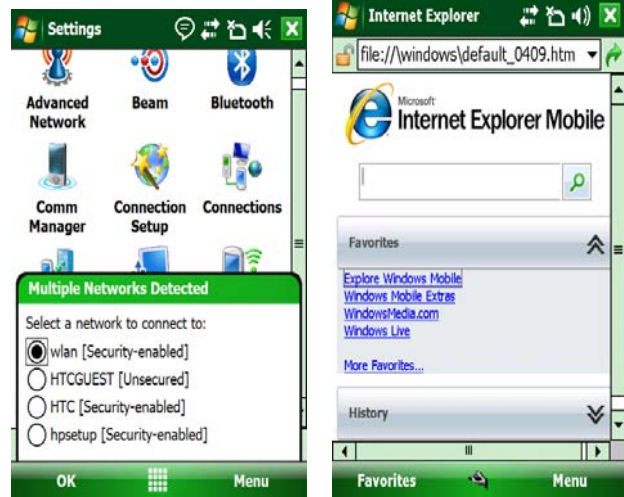 Settings
Advanced Network
Beam
Bluetooth
Comm Manager
Connection Setup
Connections
Multiple Networks Detected
Select a network to connect to:
wlan [Security-enabled]
HTCGUEST [Unsecured]
HTC [Security-enabled]
hpsetup [Security-enabled]
OK
Menu
Internet Explorer
file://\windows\default_0409.htm
Microsoft
Internet Explorer Mobile
Favorites
Explore Windows Mobile
Windows Mobile Extras
WindowsMedia.com
Windows Live
More Favorites...
History
Favorites
Menu